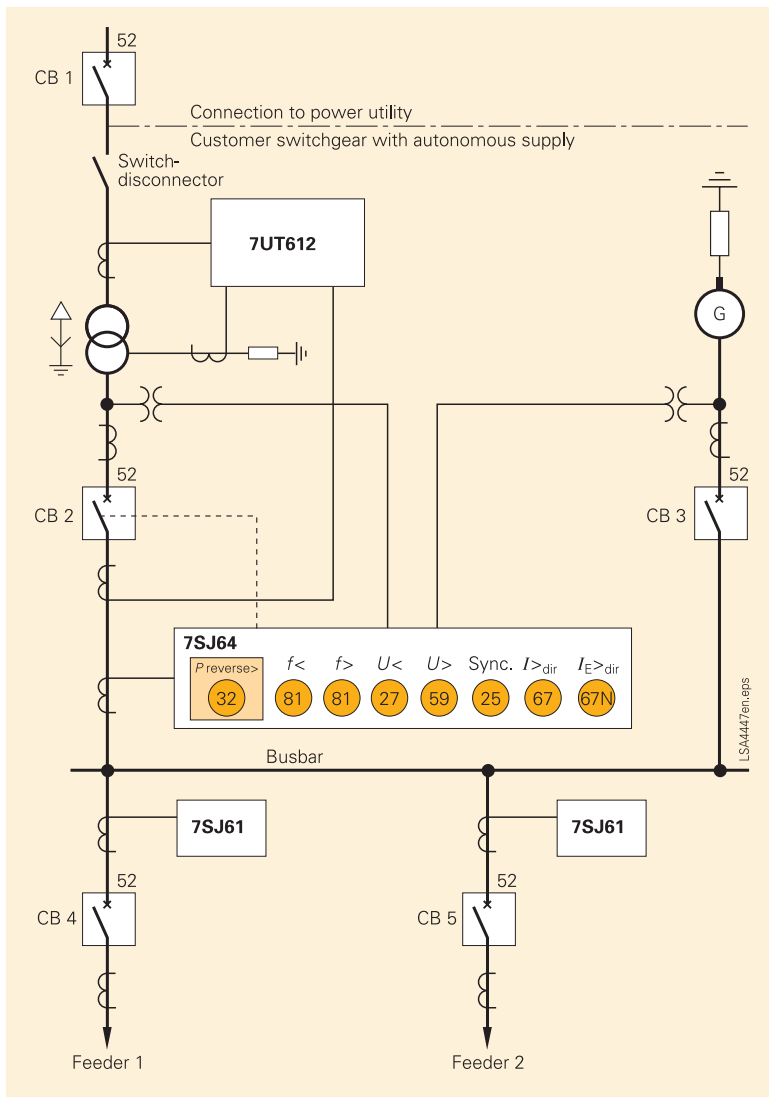 52
CB 1
Connection to power utility
Customer switchgear with autonomous supply
Switch-
disconnector
7UT612
G
52
CB 2
52
CB 3
7SJ64
P reverse>
f<
f>
U<
U>
Sync.
I>dir
IE>dir
32
81
81
27
59
25
67
67N
LSA4447en.eps
Busbar
7SJ61
7SJ61
52
CB 4
52
CB 5
Feeder 1
Feeder 2